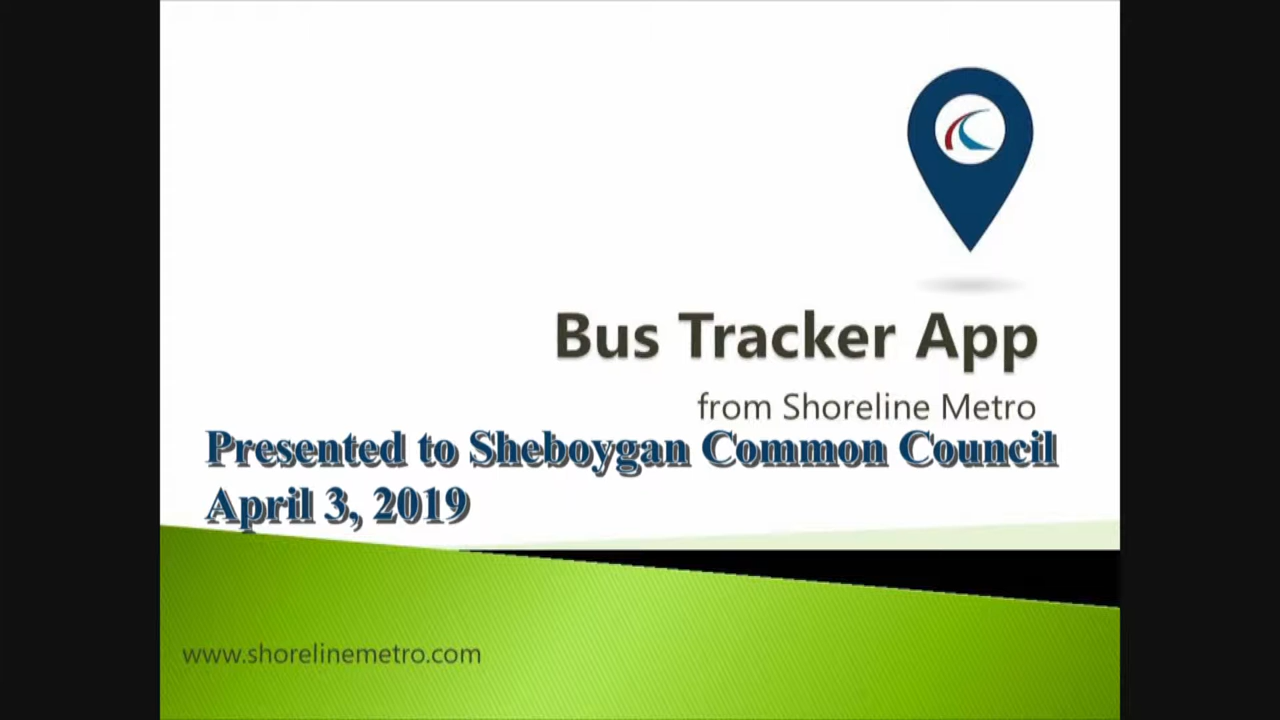 Bus Tracker App
from Shoreline Metro
Presented to Sheboygan Common Council
April 3, 2019
www.shorelinemetro.com